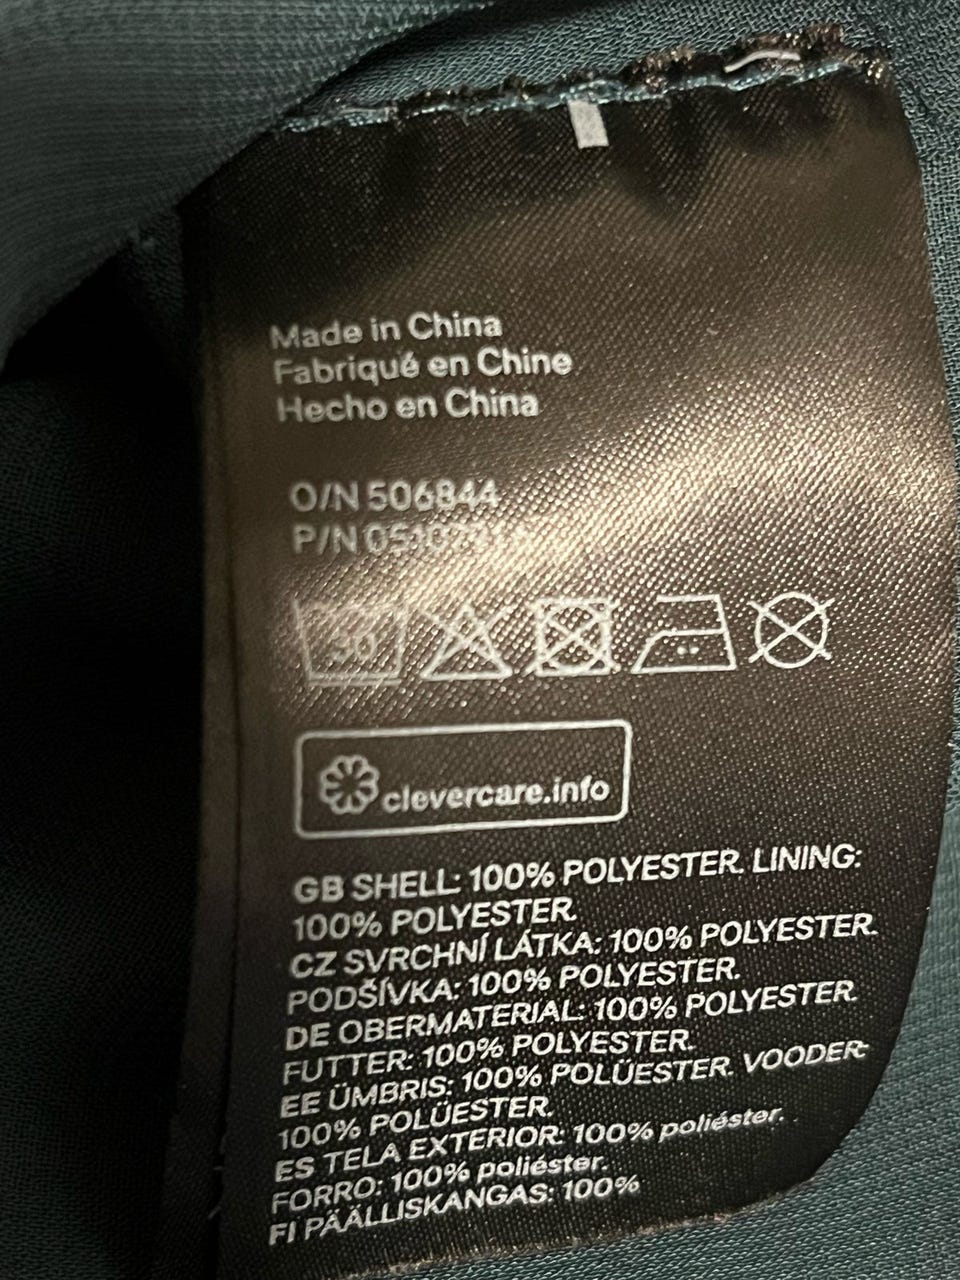 Made in China
Fabriqué en Chine
Hecho en China
O/N 506844
P/N
30
clevercare.info
GB SHELL: 100% POLYESTER. LINING:
100% POLYESTER.
CZ SVRCHNÍ LÁTKA: 100% POLYESTER.
PODŠÍVKA: 100% POLYESTER.
DE OBERMATERIAL: 100% POLYESTER.
FUTTER: 100% POLYESTER.
EE ÜMBRIS: 100% POLÜESTER. VOODER:
100% POLÜESTER.
ES TELA EXTERIOR: 100% poliéster.
FORRO: 100% poliéster.
FI PÄÄLLISKANGAS: 100%